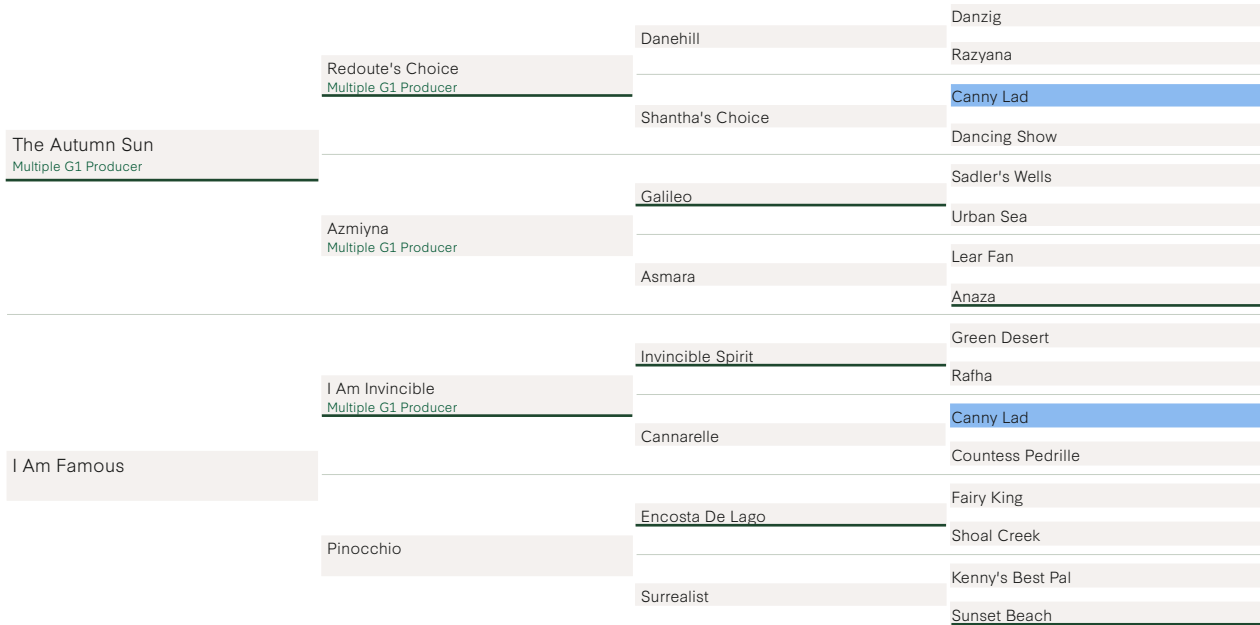 The Autumn Sun
Multiple G1 Producer
I Am Famous
Redoute's Choice
Multiple G1 Producer
Azmiyna
Multiple G1 Producer
I Am Invincible
Multiple G1 Producer
Pinocchio
Danehill
Shantha's Choice
Galileo
Asmara
Invincible Spirit
Cannarelle
Encosta De Lago
Surrealist
Danzig
Razyana
Canny Lad
Dancing Show
Sadler's Wells
Urban Sea
Lear Fan
Anaza
Green Desert
Rafha
Canny Lad
Countess Pedrille
Fairy King
Shoal Creek
Kenny's Best Pal
Sunset Beach